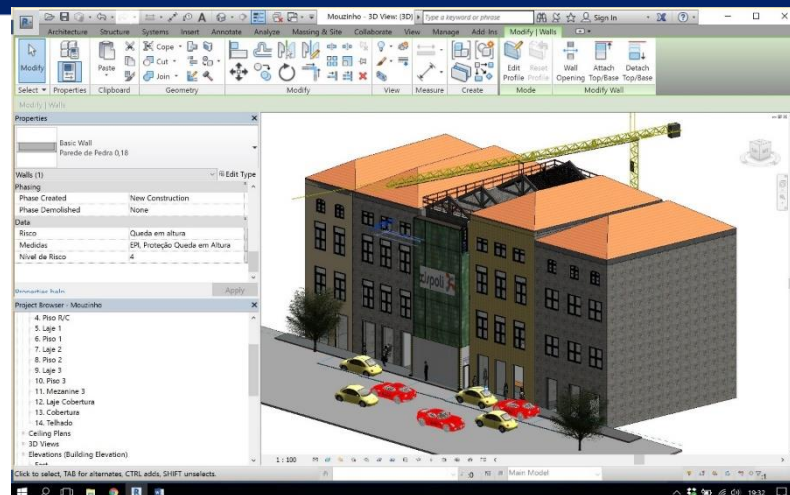 Mouzinho - 3D View: {3D}
Type a keyword or phrase
Sign In
Architecture Structure Systems Insert Annotate Analyze Massing & Site Collaborate View Manage Add-Ins Modify | Walls
Modify
Paste
Cope
Cut
Join
Edit Profile
Reset Profile
Wall Opening
Attach Top/Base
Detach Top/Base
Select Properties Clipboard Geometry Modify View Measure Create Mode Modify Wall
Modify | Walls
Properties
Basic Wall
Parede de Pedra 0,18
Walls (1) Edit Type
Phasing
Phase Created New Construction
Phase Demolished None
Data
Risco Queda em altura
Medidas EPI, Proteção Queda em Altura
Nivel de Risco 4
Properties help Apply
Project Browser - Mouzinho
4. Piso R/C
5. Laje 1
6. Piso 1
7. Laje 2
8. Piso 2
9. Laje 3
10. Piso 3
11. Mezanine 3
12. Laje Cobertura
13. Cobertura
14. Telhado
Ceiling Plans
3D Views
Elevations (Building Elevation)
East
cirpoli
1 : 100
Click to select, TAB for alternates, CTRL adds, SHIFT unselects.
:0
Main Model
19:32